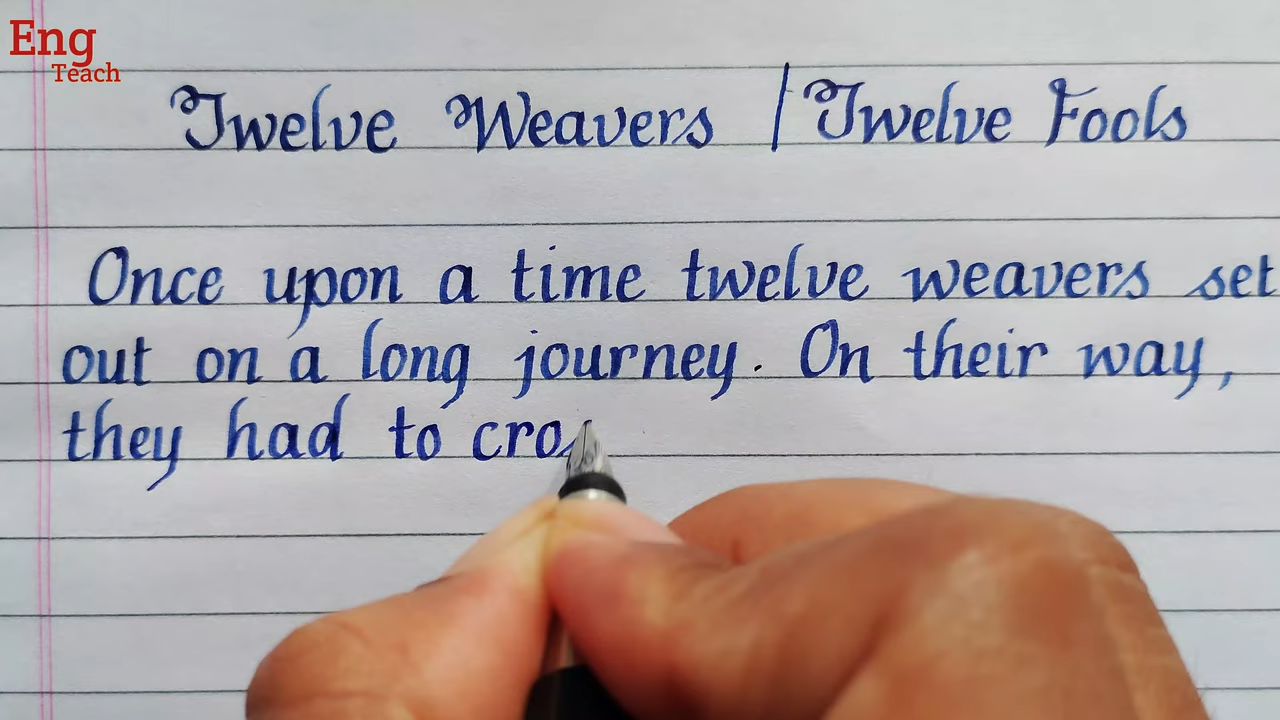 Eng
Teach
Twelve Weavers / Twelve Fools
Once upon a time twelve weavers set
out on a long journey. On their way,
they had to cros